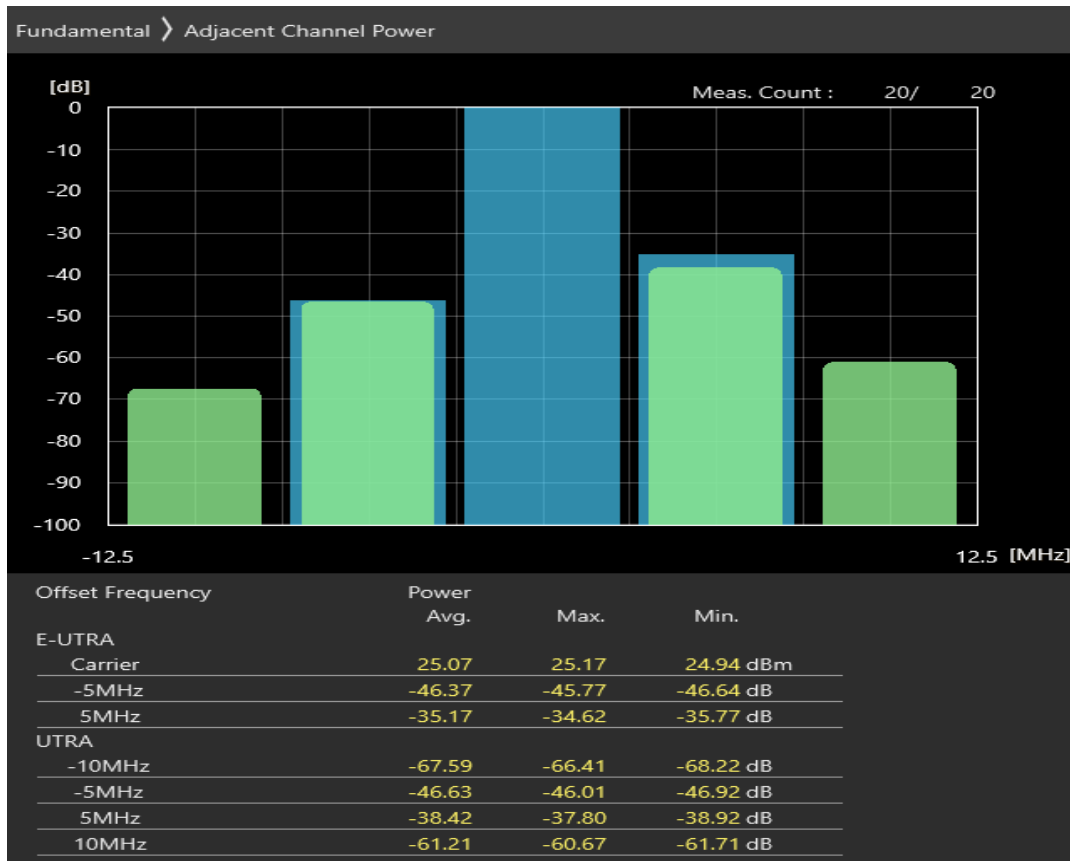 Fundamental ❯ Adjacent Channel Power
[dB]
Meas. Count : 20/ 20
0
-10
-20
-30
-40
-50
-60
-70
-80
-90
-100
-12.5 12.5 [MHz]
Offset Frequency Power
Avg. Max. Min.
E-UTRA
Carrier 25.07 25.17 24.94 dBm
-5MHz -46.37 -45.77 -46.64 dB
5MHz -35.17 -34.62 -35.77 dB
UTRA
-10MHz -67.59 -66.41 -68.22 dB
-5MHz -46.63 -46.01 -46.92 dB
5MHz -38.42 -37.80 -38.92 dB
10MHz -61.21 -60.67 -61.71 dB